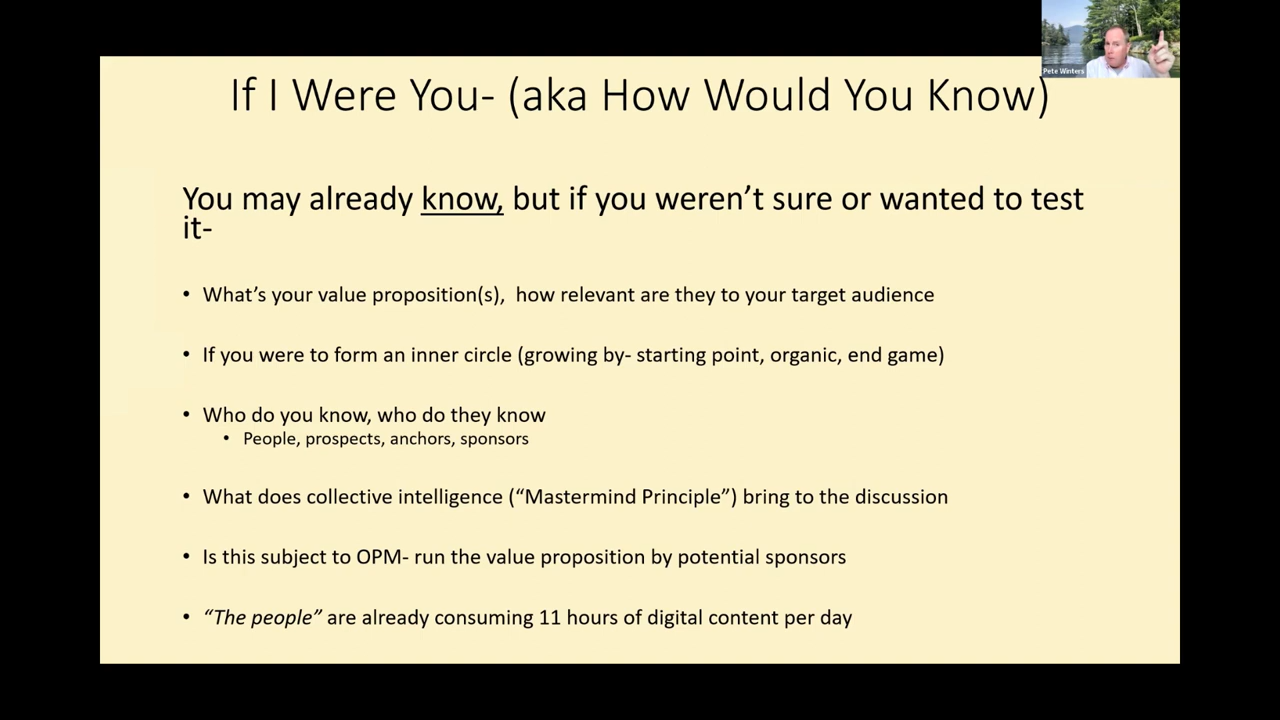 If I Were You- (aka How Would You Know)
Pete Winters
You may already know, but if you weren’t sure or wanted to test
it-
• What’s your value proposition(s), how relevant are they to your target audience
• If you were to form an inner circle (growing by- starting point, organic, end game)
• Who do you know, who do they know
• People, prospects, anchors, sponsors
• What does collective intelligence (“Mastermind Principle”) bring to the discussion
• Is this subject to OPM- run the value proposition by potential sponsors
• “The people” are already consuming 11 hours of digital content per day